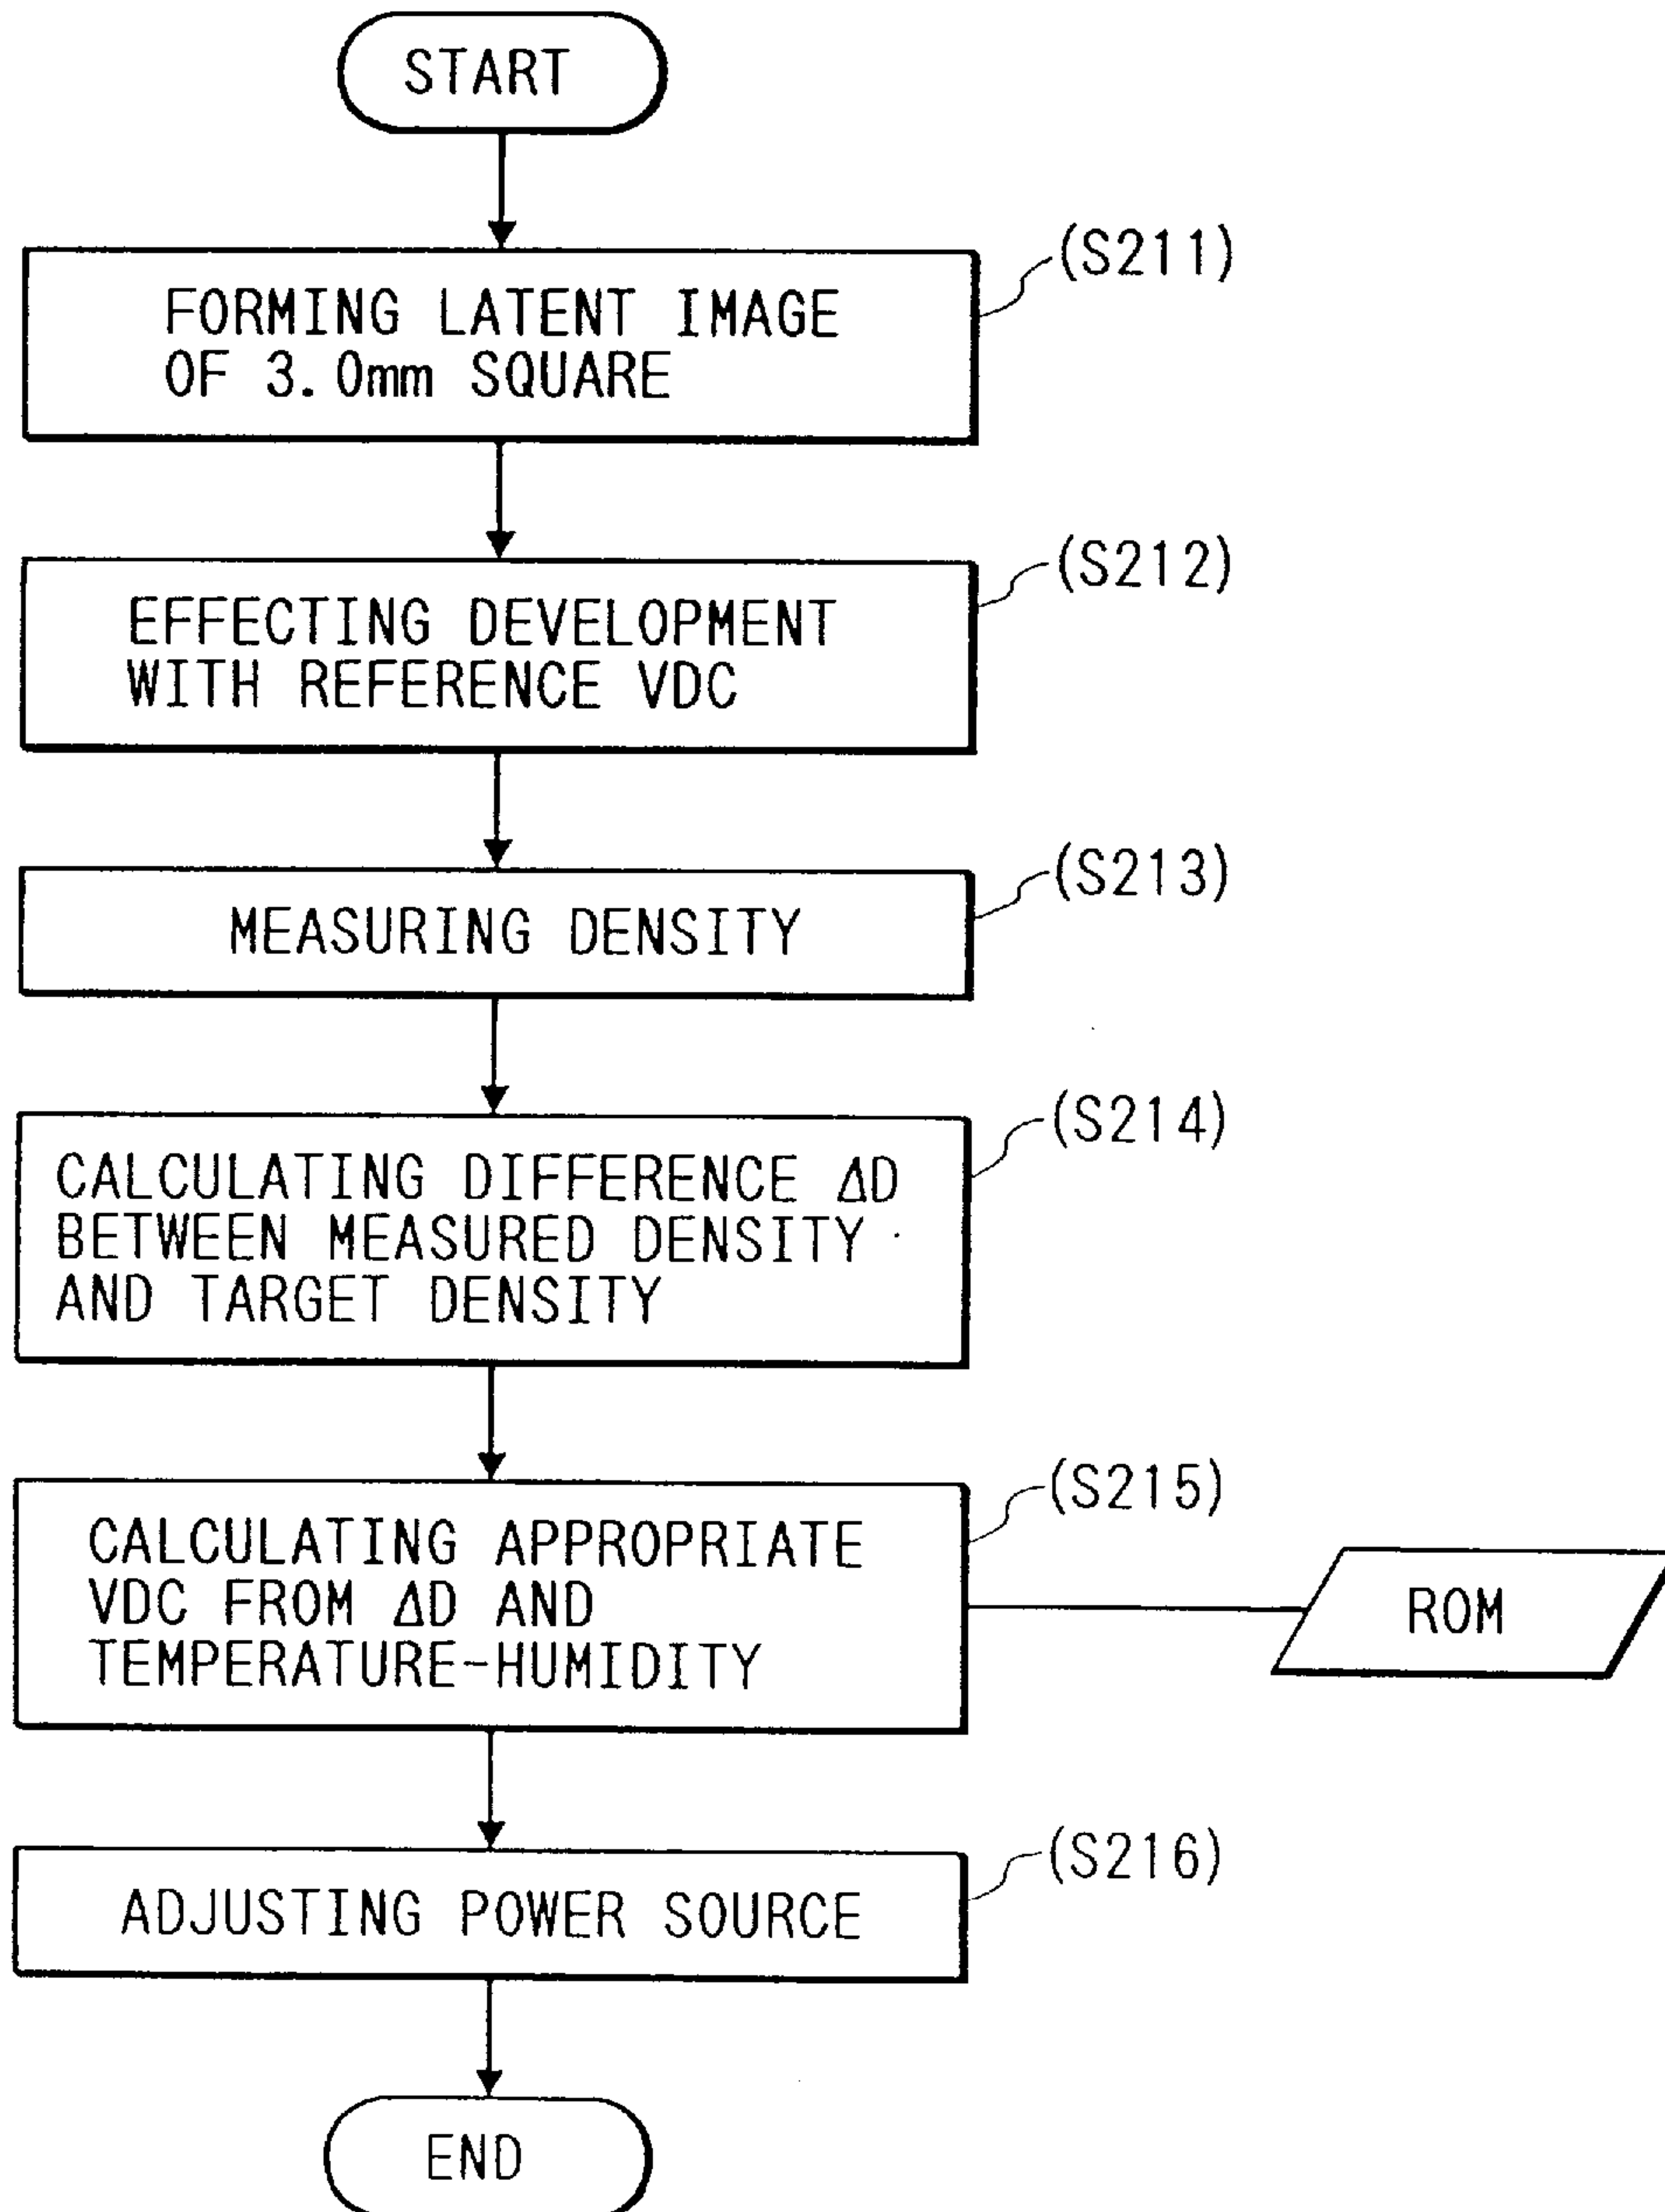 START
(S211)
FORMING LATENT IMAGE
OF 3.0mm SQUARE
(S212)
EFFECTING DEVELOPMENT
WITH REFERENCE VDC
(S213)
MEASURING DENSITY
(S214)
CALCULATING DIFFERENCE ΔD
BETWEEN MEASURED DENSITY
AND TARGET DENSITY
(S215)
CALCULATING APPROPRIATE
VDC FROM ΔD AND
TEMPERATURE-HUMIDITY
ROM
(S216)
ADJUSTING POWER SOURCE
END